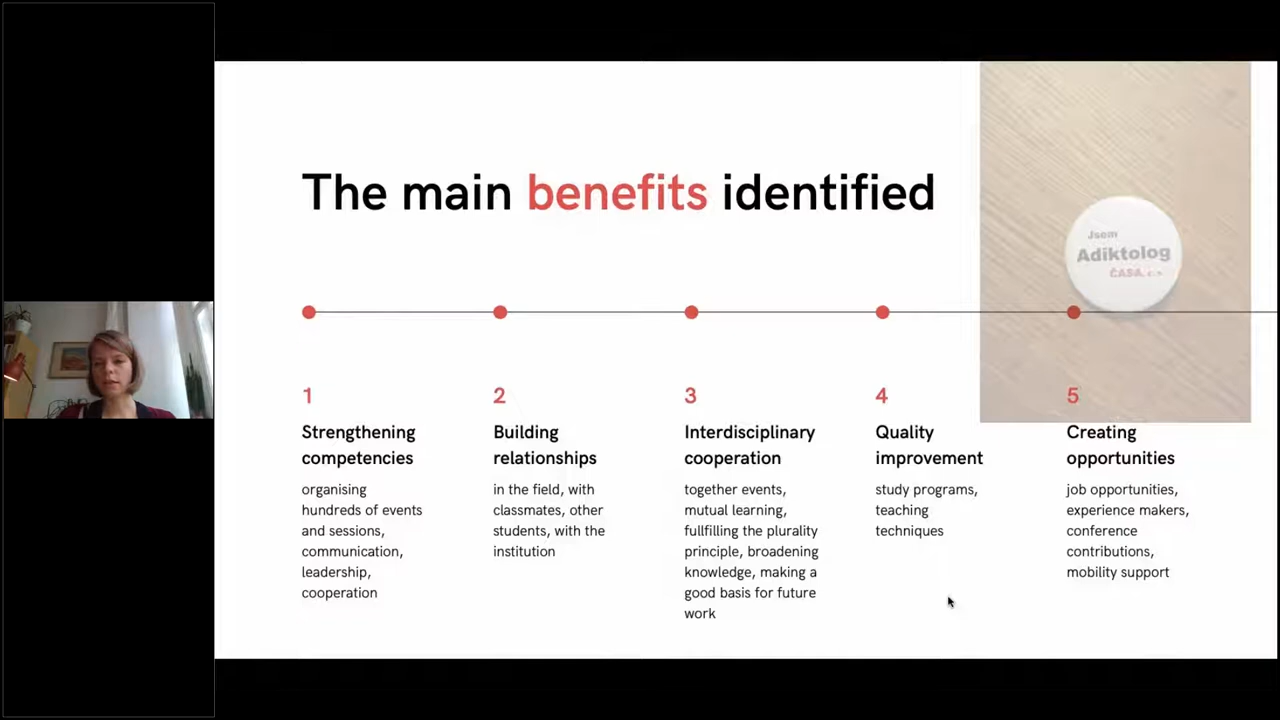 The main benefits identified
Jsem
Adiktolog
ČASA, z.s.
1
Strengthening
competencies
organising
hundreds of events
and sessions,
communication,
leadership,
cooperation
2
Building
relationships
in the field, with
classmates, other
students, with the
institution
3
Interdisciplinary
cooperation
together events,
mutual learning,
fullfilling the plurality
principle, broadening
knowledge, making a
good basis for future
work
4
Quality
improvement
study programs,
teaching
techniques
5
Creating
opportunities
job opportunities,
experience makers,
conference
contributions,
mobility support